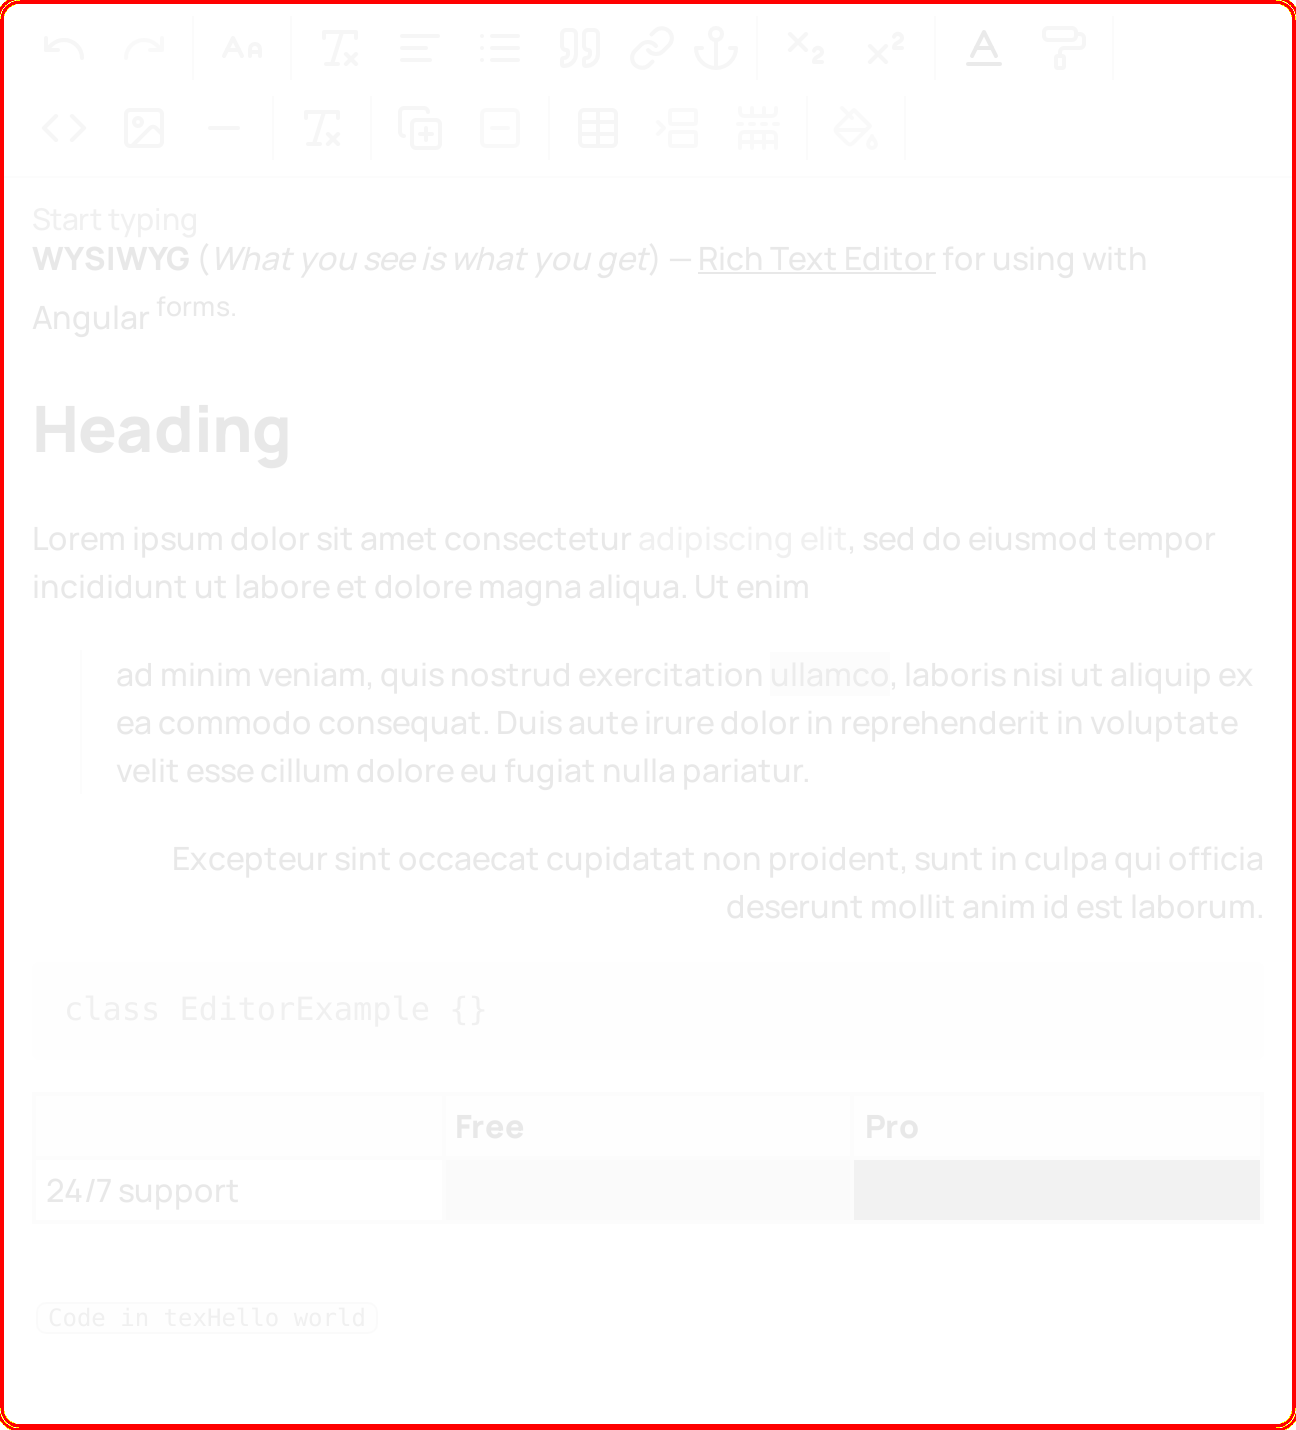 Start typing
WYSIWYG (What you see is what you get) — Rich Text Editor for using with
Angular forms.
Heading
Lorem ipsum dolor sit amet consectetur adipiscing elit, sed do eiusmod tempor
incididunt ut labore et dolore magna aliqua. Ut enim
ad minim veniam, quis nostrud exercitation ullamco, laboris nisi ut aliquip ex
ea commodo consequat. Duis aute irure dolor in reprehenderit in voluptate
velit esse cillum dolore eu fugiat nulla pariatur.
Excepteur sint occaecat cupidatat non proident, sunt in culpa qui officia
deserunt mollit anim id est laborum.
class EditorExample {}
Free Pro
24/7 support
Code in texHello world